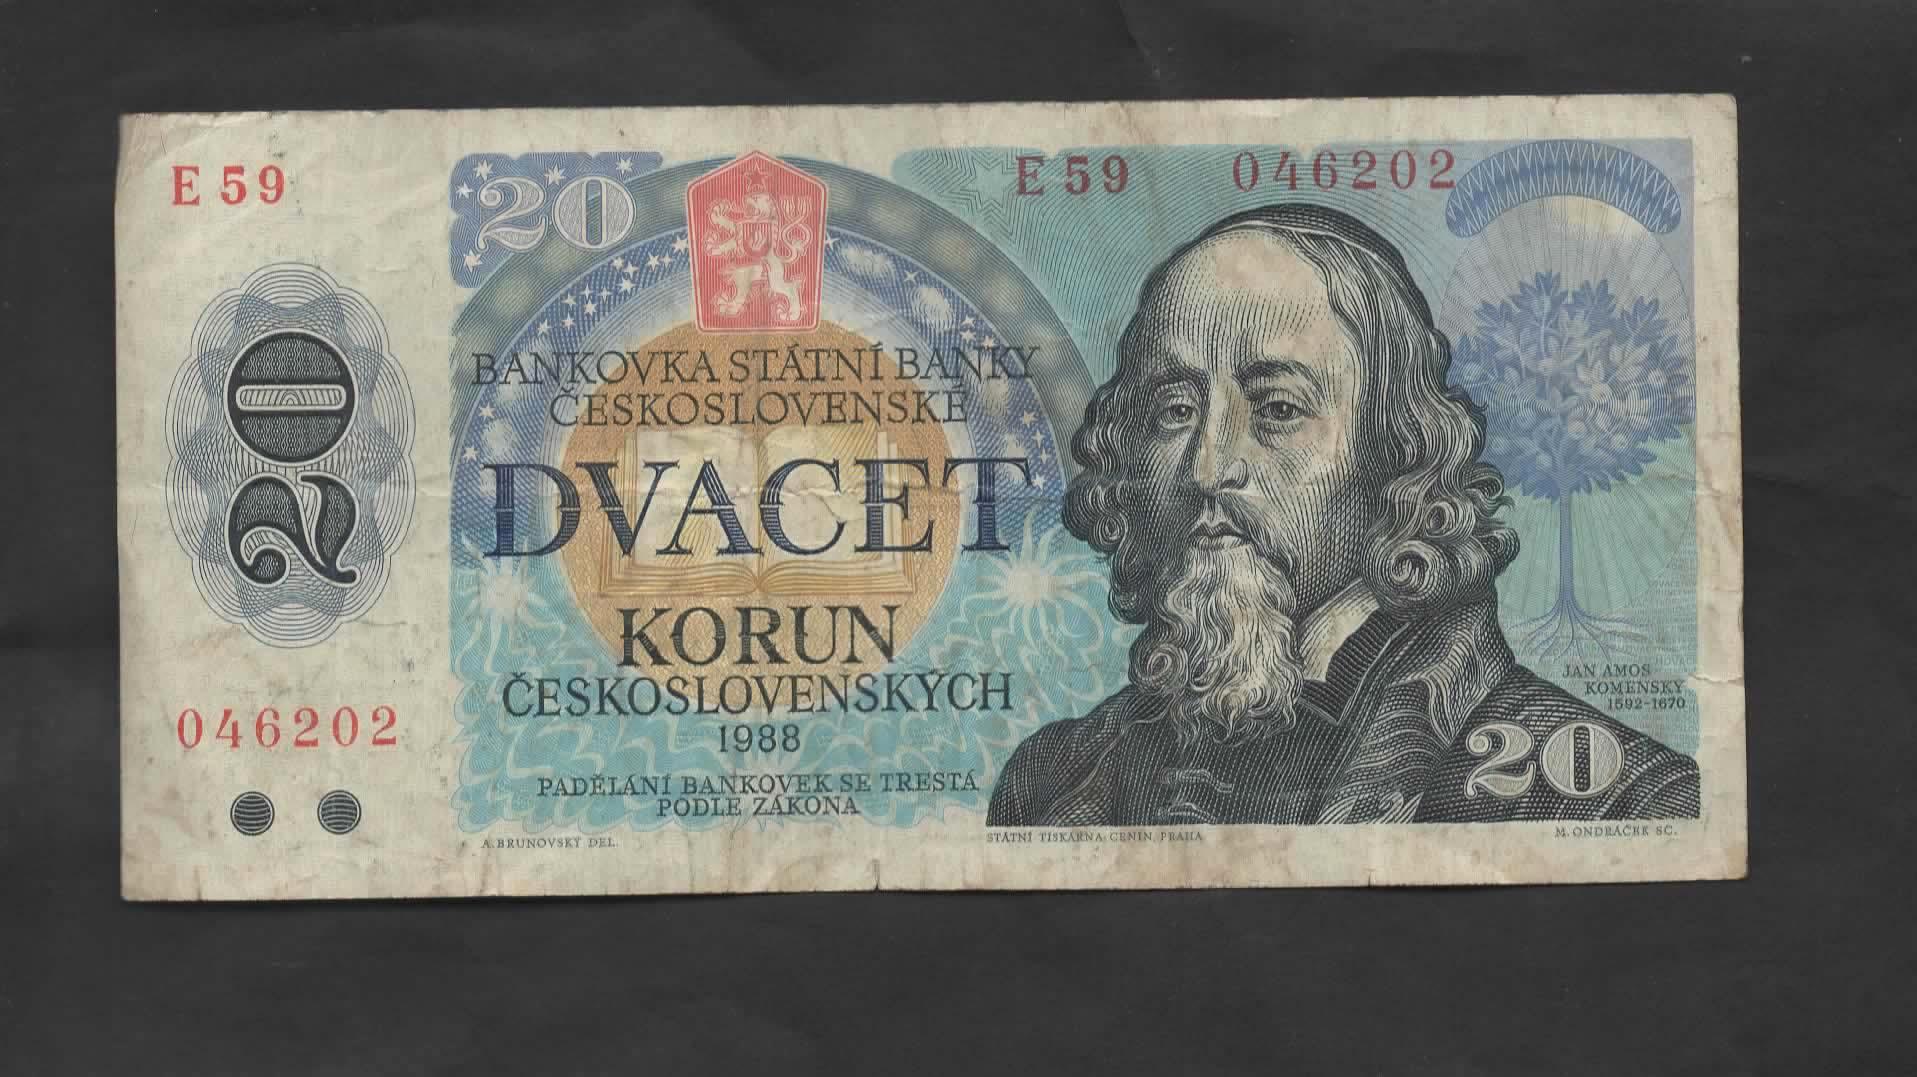 E 59
20
E 59 046202
20
BANKOVKA STÁTNÍ BANKY
ČESKOSLOVENSKÉ
DVACET
KORUN
ČESKOSLOVENSKÝCH
1988
PADĚLÁNÍ BANKOVEK SE TRESTÁ
PODLE ZÁKONA
046202
JAN AMOS
KOMENSKÝ
1592-1670
20
A. BRUNOVSKÝ DEL.
STÁTNÍ TISKÁRNA CENIN, PRAHA
M. ONDRÁČEK SC.